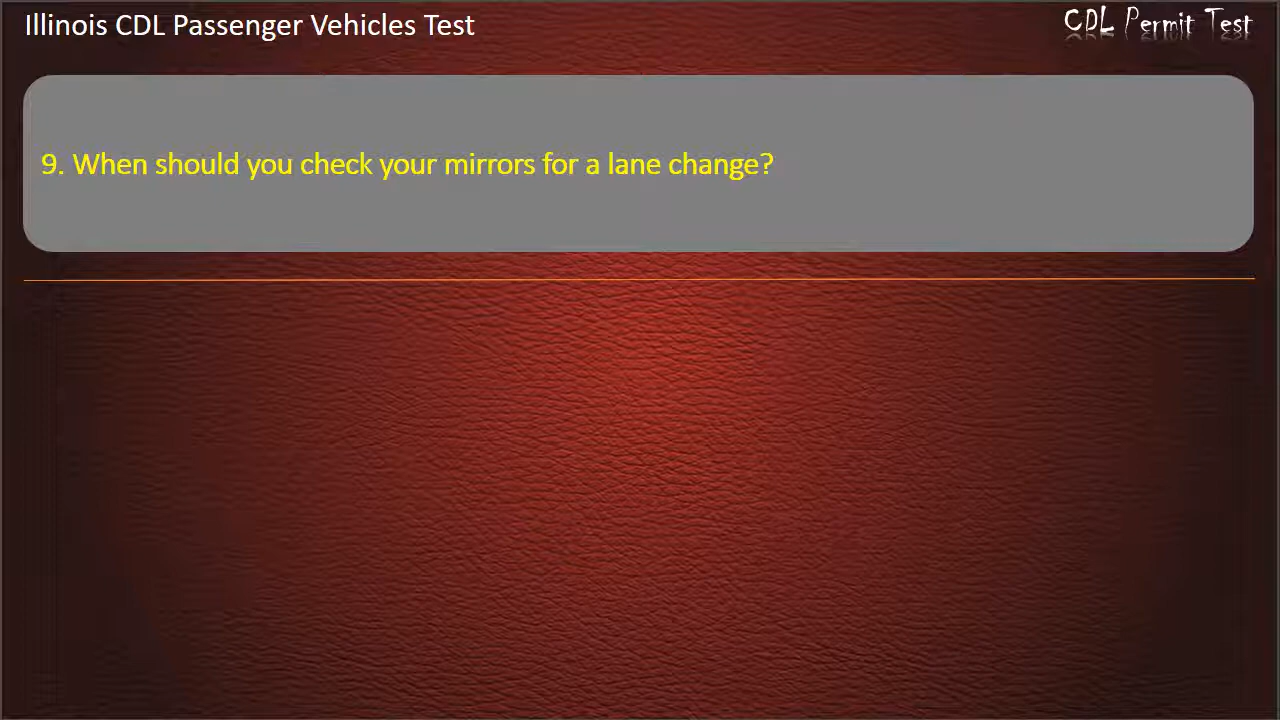 Illinois CDL Passenger Vehicles Test
CDL Permit Test
9. When should you check your mirrors for a lane change?